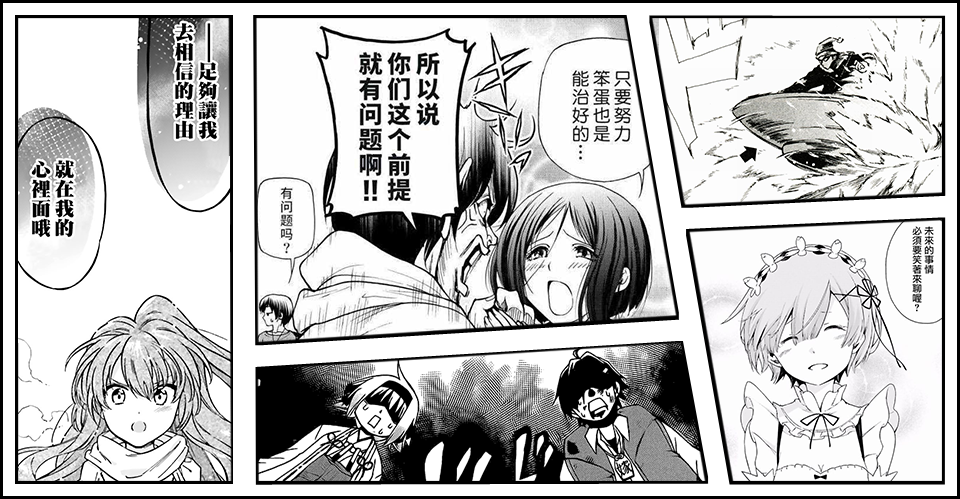 ——足夠讓我
去相信的理由
就在我的
心裡面哦
只要努力
笨蛋也是
能治好的…
所以说
你们这个前提
就有问题啊!!
有问题吗？
未來的事情
必須要笑著來聊喔？